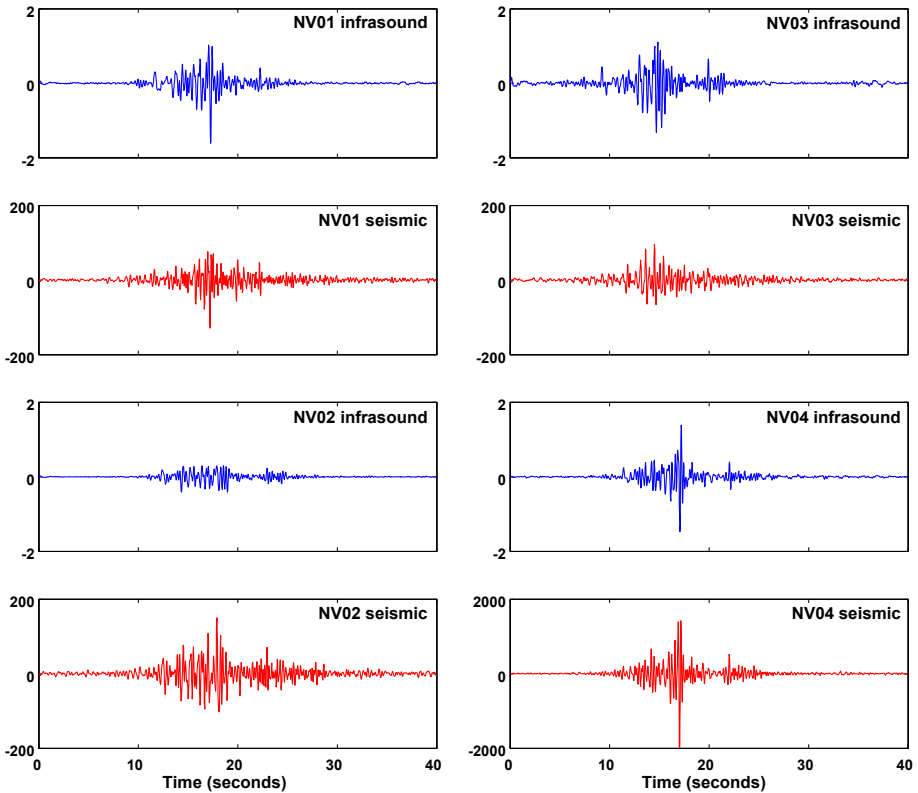 NV01 infrasound
2
0
-2
NV01 seismic
200
0
-200
NV02 infrasound
2
0
-2
NV02 seismic
200
0
-200
0 10 20 30 40
Time (seconds)
NV03 infrasound
2
0
-2
NV03 seismic
200
0
-200
NV04 infrasound
2
0
-2
NV04 seismic
2000
0
-2000
0 10 20 30 40
Time (seconds)